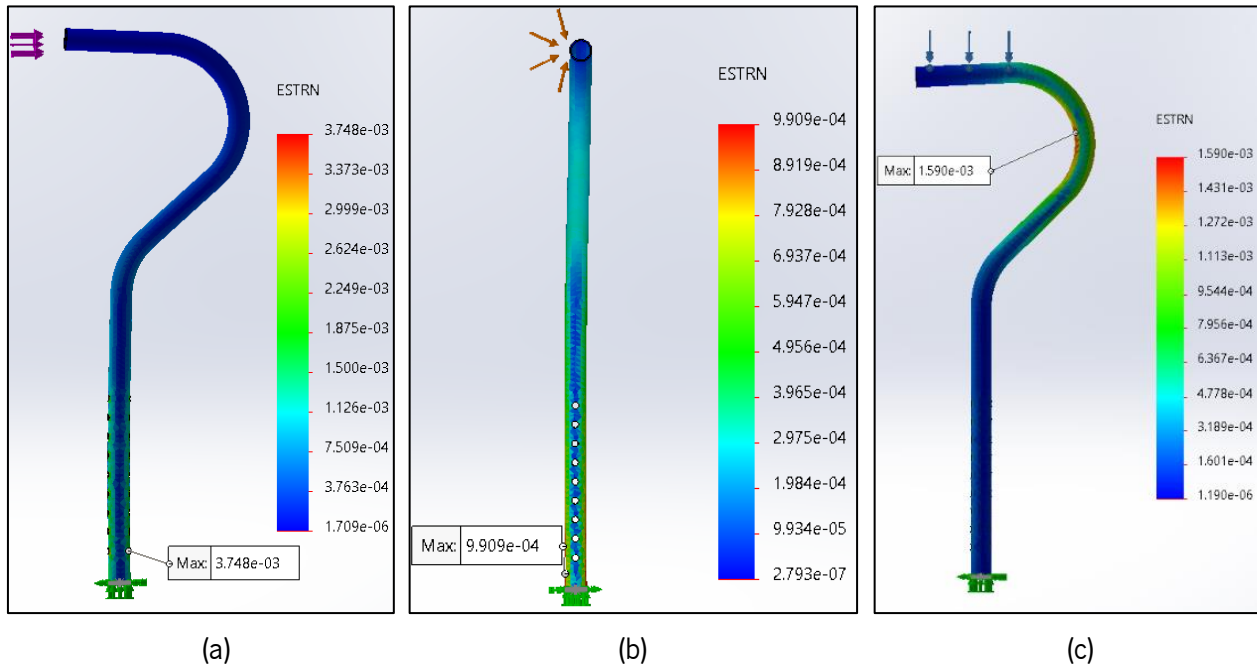 ESTRN
3.748e-03
3.373e-03
2.999e-03
2.624e-03
2.249e-03
1.875e-03
1.500e-03
1.126e-03
7.509e-04
3.763e-04
1.709e-06
Max: 3.748e-03
(a)
ESTRN
9.909e-04
8.919e-04
7.928e-04
6.937e-04
5.947e-04
4.956e-04
3.965e-04
2.975e-04
1.984e-04
9.934e-05
2.793e-07
Max: 9.909e-04
(b)
ESTRN
1.590e-03
1.431e-03
1.272e-03
1.113e-03
9.544e-04
7.956e-04
6.367e-04
4.778e-04
3.189e-04
1.601e-04
1.190e-06
Max: 1.590e-03
(c)